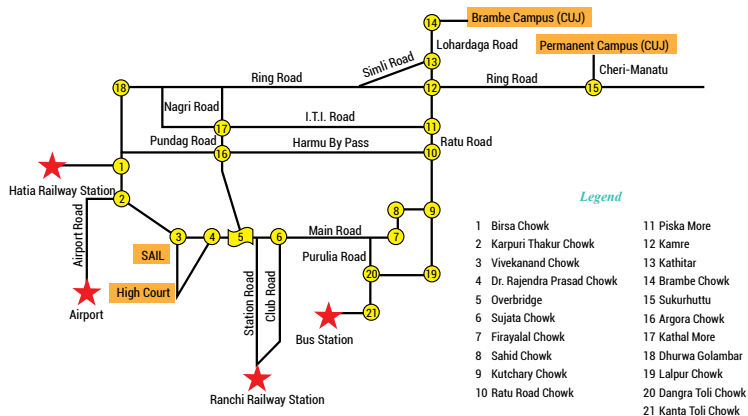 14
Brambe Campus (CUJ)
Lohardaga Road
Permanent Campus (CUJ)
13
Simli Road
Cheri-Manatu
18
Ring Road
12
Ring Road
15
Nagri Road
17
I.T.I. Road
11
Pundag Road
16
Harmu By Pass
10
Ratu Road
1
Hatia Railway Station
2
Airport Road
8
9
3
4
5
6
Main Road
7
SAIL
Purulia Road
High Court
Station Road
Club Road
20
19
Airport
21
Bus Station
Ranchi Railway Station
Legend
1 Birsa Chowk
2 Karpuri Thakur Chowk
3 Vivekanand Chowk
4 Dr. Rajendra Prasad Chowk
5 Overbridge
6 Sujata Chowk
7 Firayalal Chowk
8 Sahid Chowk
9 Kutchary Chowk
10 Ratu Road Chowk
11 Piska More
12 Kamre
13 Kathitar
14 Brambe Chowk
15 Sukurhuttu
16 Argora Chowk
17 Kathal More
18 Dhurwa Golambar
19 Lalpur Chowk
20 Dangra Toli Chowk
21 Kanta Toli Chowk